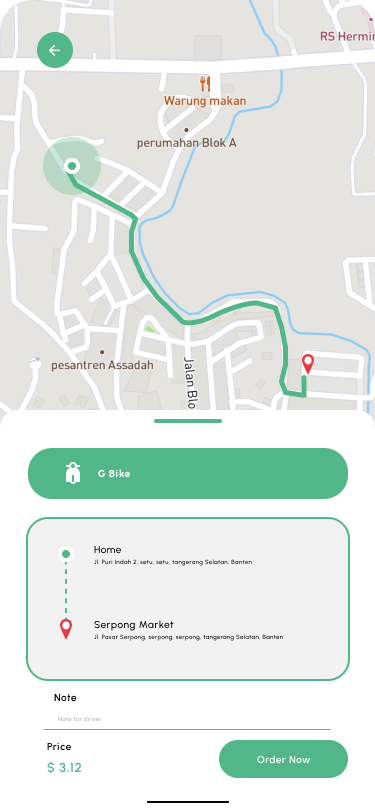 RS Hermin
Warung makan
perumahan Blok A
pesantren Assadah
Jalan Blo
G Bike
Home
Jl. Puri Indah 2, setu, setu, tangerang Selatan, Banten
Serpong Market
Jl. Pasar Serpong, serpong, serpong, tangerang Selatan, Banten
Note
Note for driver
Price
$ 3.12
Order Now